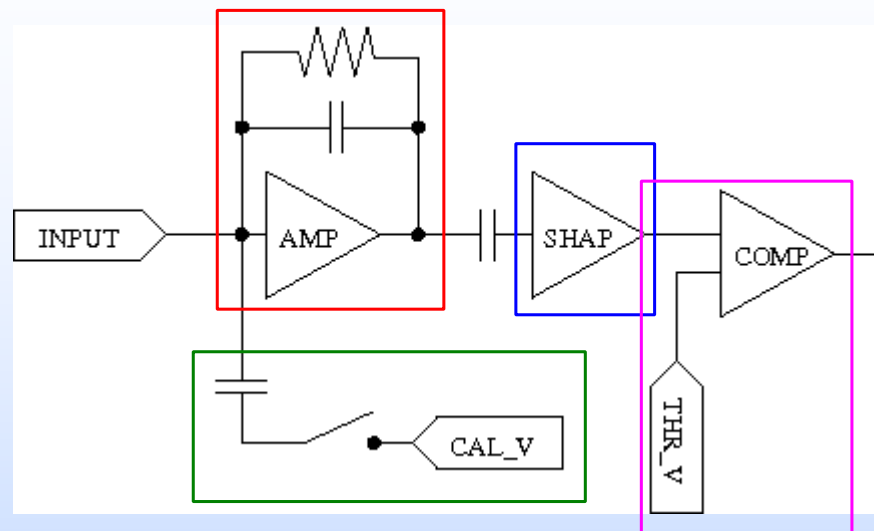 INPUT
AMP
SHAP
COMP
CAL_V
THR_V